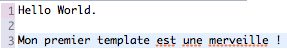 1 Hello World.
2
3 Mon premier template est une merveille !